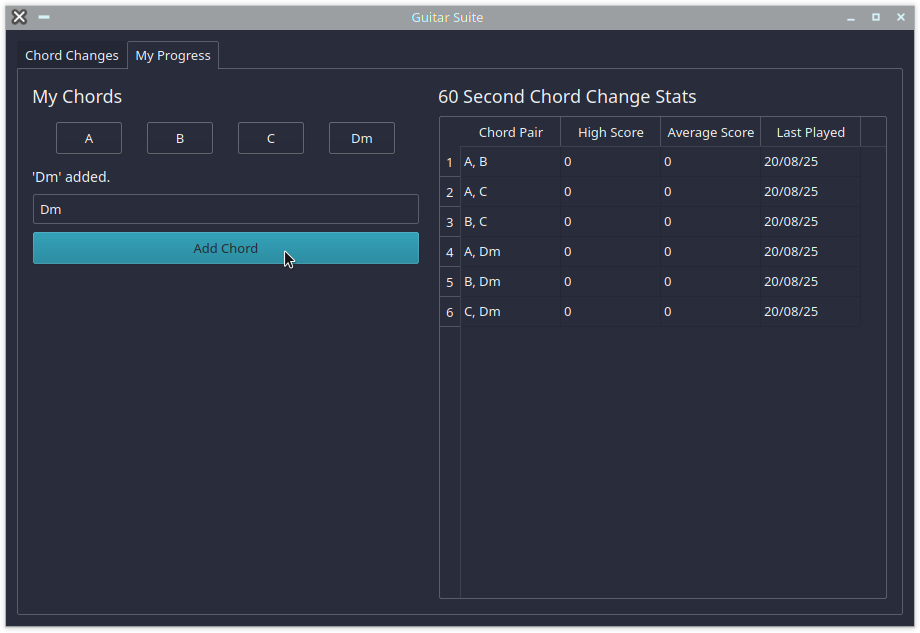 Guitar Suite
Chord Changes My Progress
My Chords
A B C Dm
'Dm' added.
Dm
Add Chord
60 Second Chord Change Stats
Chord Pair High Score Average Score Last Played
1 A, B 0 0 20/08/25
2 A, C 0 0 20/08/25
3 B, C 0 0 20/08/25
4 A, Dm 0 0 20/08/25
5 B, Dm 0 0 20/08/25
6 C, Dm 0 0 20/08/25